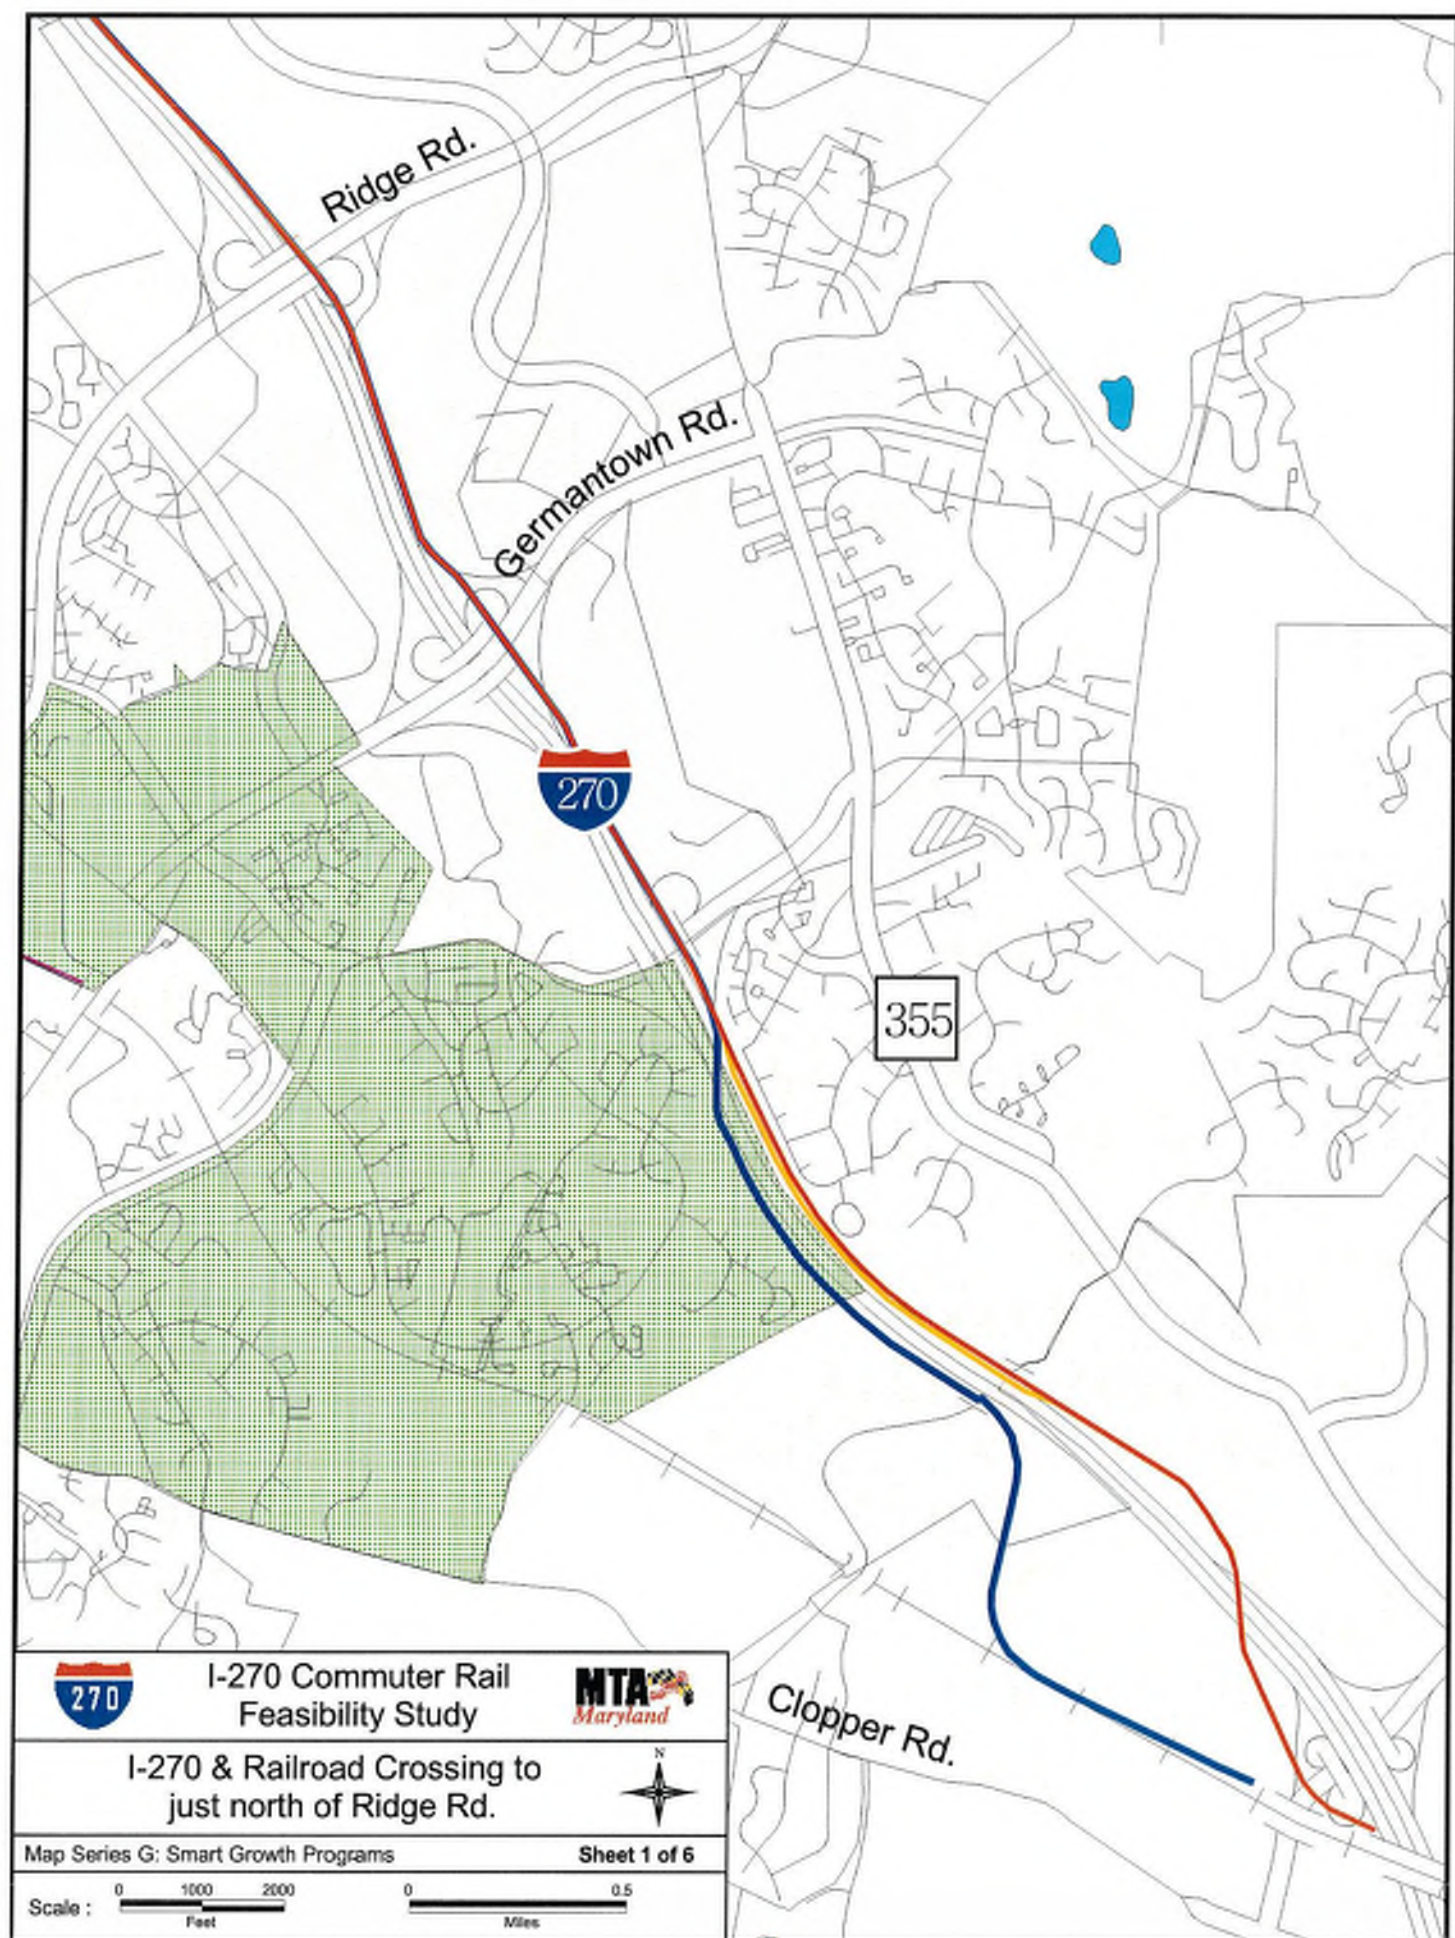 Ridge Rd.
Germantown Rd.
270
355
Clopper Rd.
270
I-270 Commuter Rail
Feasibility Study
MTA
Maryland
I-270 & Railroad Crossing to
just north of Ridge Rd.
N
Map Series G: Smart Growth Programs
Sheet 1 of 6
Scale :
0 1000 2000
Feet
0 0.5
Miles